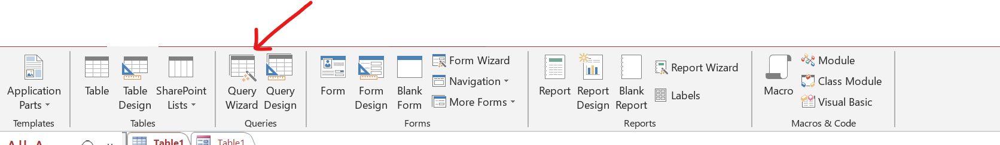 Application
Parts
Templates
Table
Table
Design
SharePoint
Lists
Tables
Query
Wizard
Query
Design
Queries
Form
Form
Design
Blank
Form
Form Wizard
Navigation
More Forms
Forms
Report
Report
Design
Blank
Report
Report Wizard
Labels
Reports
Macro
Module
Class Module
Visual Basic
Macros & Code
Table1
Table1